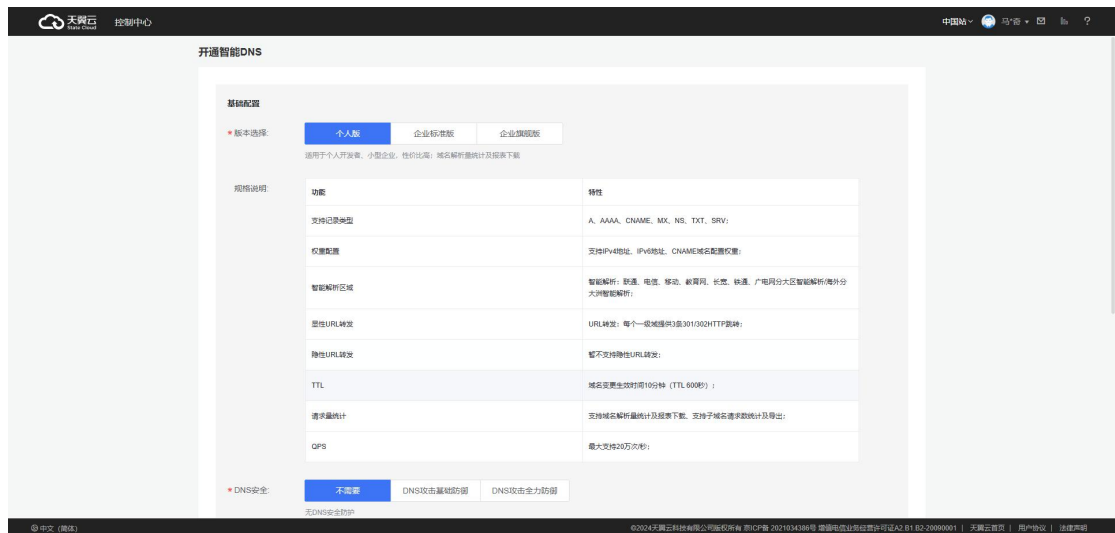 天翼云
State Cloud
控制中心
中国站
马*奇
开通智能DNS
基础配置
* 版本选择:
个人版
企业标准版
企业旗舰版
适用于个人开发者、小型企业，性价比高；域名解析量统计及报表下载
规格说明:
功能
特性
支持记录类型
A、AAAA、CNAME、MX、NS、TXT、SRV;
权重配置
支持IPv4地址、IPv6地址、CNAME域名配置权重;
智能解析区域
智能解析：联通、电信、移动、教育网、长宽、铁通、广电网分大区智能解析/海外分
大洲智能解析;
显性URL转发
URL转发：每个一级域提供3条301/302HTTP跳转;
隐性URL转发
暂不支持隐性URL转发;
TTL
域名变更生效时间10分钟（TTL 600秒）;
请求量统计
支持域名解析量统计及报表下载、支持子域名请求数统计及导出;
QPS
最大支持20万次/秒;
* DNS安全:
不需要
DNS攻击基础防御
DNS攻击全力防御
无DNS安全防护
中文 (简体)
©2024天翼云科技有限公司版权所有 京ICP备 2021034386号 增值电信业务经营许可证A2.B1.B2-20090001 | 天翼云首页 | 用户协议 | 法律声明